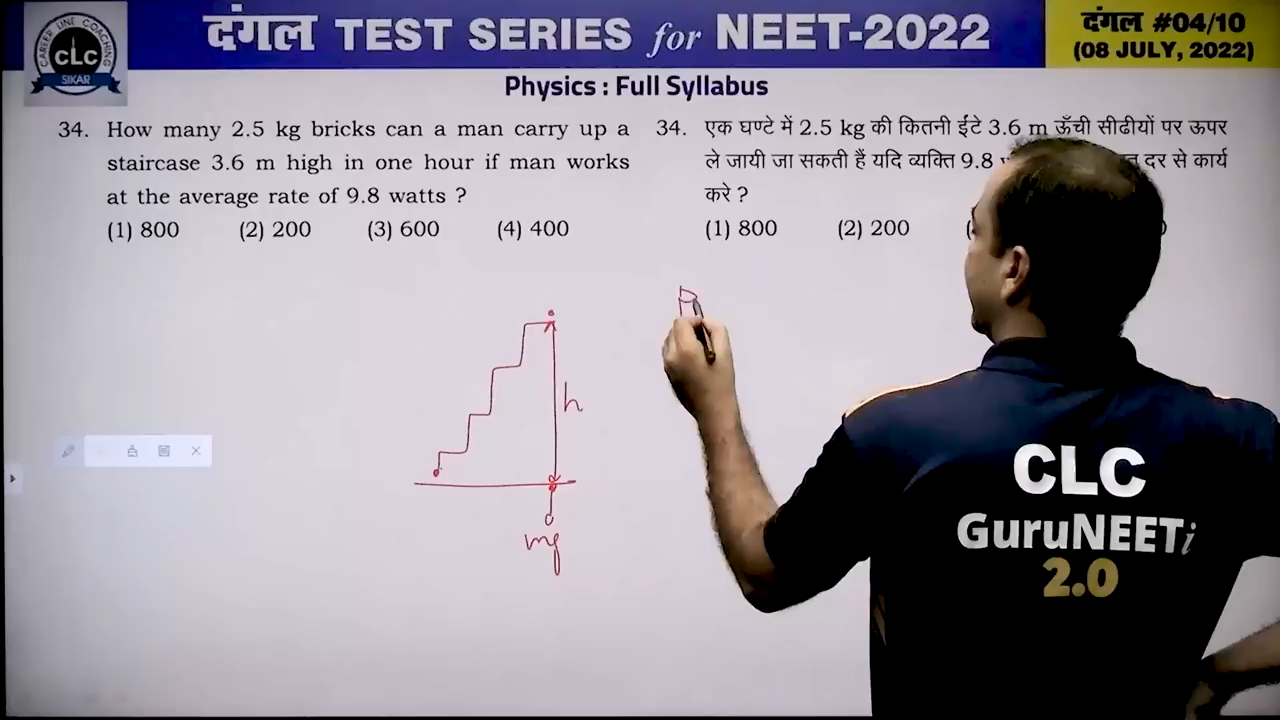 दंगल TEST SERIES for NEET-2022
दंगल #04/10
(08 JULY, 2022)
CAREER LINE COACHING
CLC
SIKAR
Physics : Full Syllabus
34. How many 2.5 kg bricks can a man carry up a
staircase 3.6 m high in one hour if man works
at the average rate of 9.8 watts ?
(1) 800 (2) 200 (3) 600 (4) 400
34. एक घण्टे में 2.5 kg की कितनी ईंटे 3.6 m ऊँची सीढीयों पर ऊपर
ले जायी जा सकती हैं यदि व्यक्ति 9.8 दर से कार्य
करे ?
(1) 800 (2) 200
h
mg
CLC
GuruNEETi
2.0